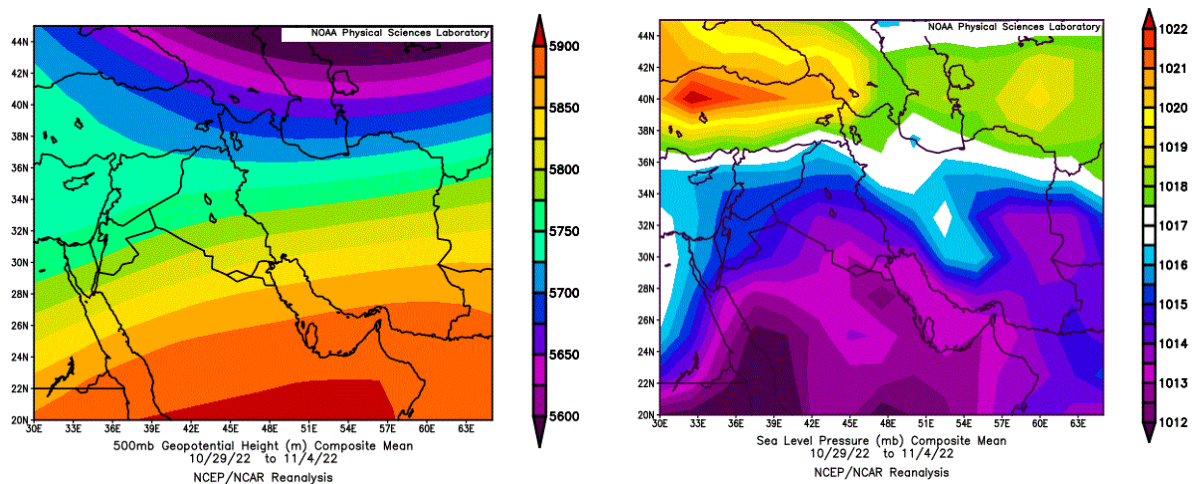 NOAA Physical Sciences Laboratory
44N
42N
40N
38N
36N
34N
32N
30N
28N
26N
24N
22N
20N
30E 33E 36E 39E 42E 45E 48E 51E 54E 57E 60E 63E
5900
5850
5800
5750
5700
5650
5600
500mb Geopotential Height (m) Composite Mean
10/29/22 to 11/4/22
NCEP/NCAR Reanalysis
NOAA Physical Sciences Laboratory
44N
42N
40N
38N
36N
34N
32N
30N
28N
26N
24N
22N
20N
30E 33E 36E 39E 42E 45E 48E 51E 54E 57E 60E 63E
1022
1021
1020
1019
1018
1017
1016
1015
1014
1013
1012
Sea Level Pressure (mb) Composite Mean
10/29/22 to 11/4/22
NCEP/NCAR Reanalysis